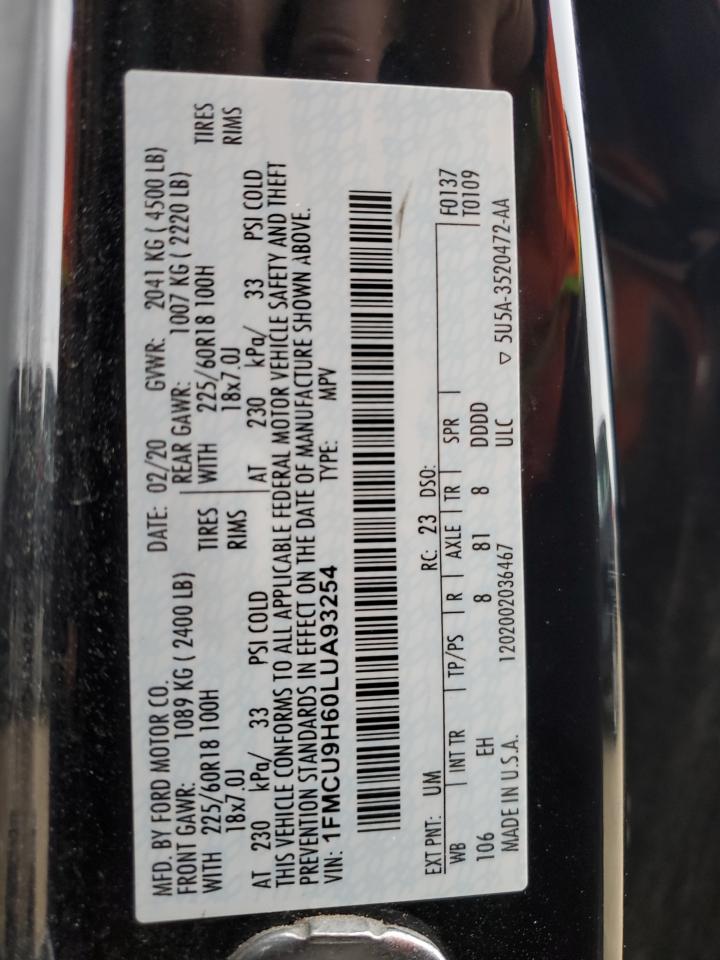 MFD. BY FORD MOTOR CO.
DATE: 02/20 GVWR: 2041 KG ( 4500 LB)
FRONT GAWR: 1089 KG ( 2400 LB) REAR GAWR: 1007 KG ( 2220 LB)
WITH 225/60R18 100H TIRES WITH 225/60R18 100H TIRES
18x7.0J RIMS 18x7.0J RIMS
AT 230 kPa/ 33 PSI COLD AT 230 kPa/ 33 PSI COLD
THIS VEHICLE CONFORMS TO ALL APPLICABLE FEDERAL MOTOR VEHICLE SAFETY AND THEFT
PREVENTION STANDARDS IN EFFECT ON THE DATE OF MANUFACTURE SHOWN ABOVE.
VIN: 1FMCU9H60LUA93254 TYPE: MPV
F0137
EXT PNT: UM RC: 23 DSO: T0109
WB | INT TR | TP/PS | R | AXLE | TR | SPR
106 EH 8 81 8 DDDD
ULC
MADE IN U.S.A. 1202002036467 ▽ 5U5A-3520472-AA